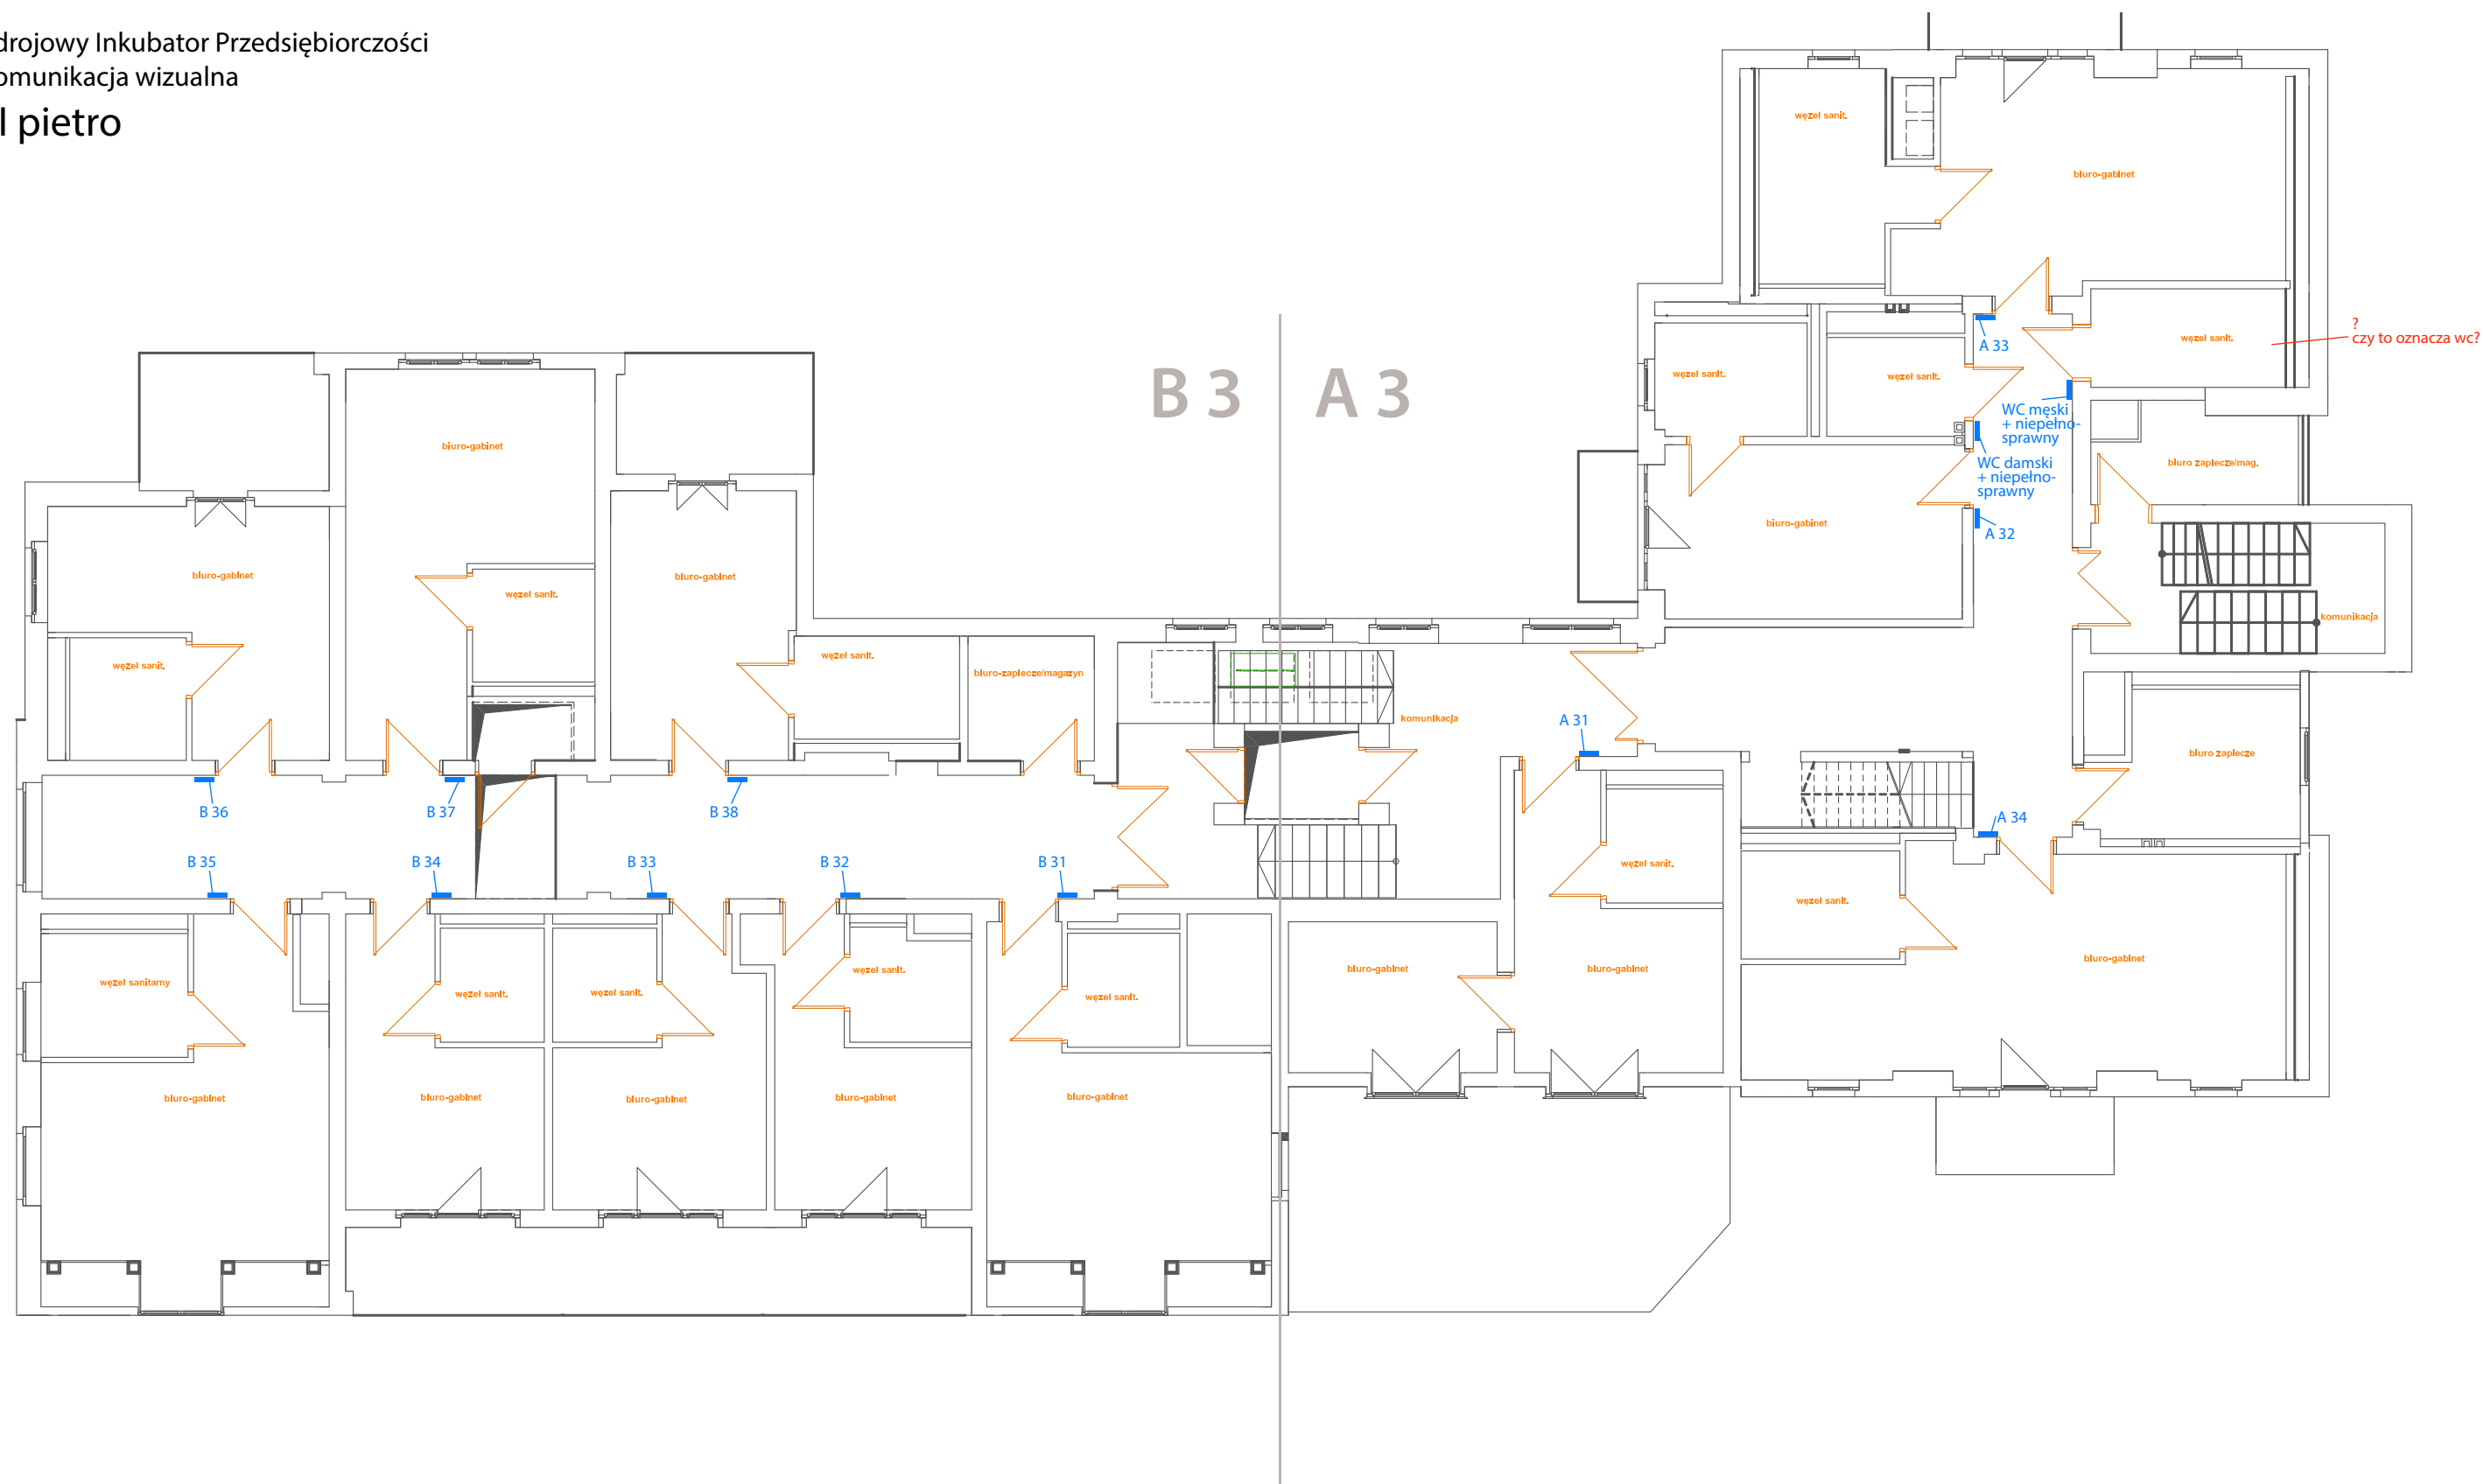 drojowy Inkubator Przedsiębiorczości
omunikacja wizualna
I pietro
węzeł sanit.
biuro-gabinet
?
czy to oznacza wc?
węzeł sanit.
A 33
węzeł sanit.
węzeł sanit.
B 3
A 3
WC męski
+ niepełno-
sprawny
biuro-gabinet
WC damski
+ niepełno-
sprawny
biuro zaplecze/mag.
biuro-gabinet
A 32
biuro-gabinet
biuro-gabinet
węzeł sanit.
komunikacja
węzeł sanit.
węzeł sanit.
biuro-zaplecze/magazyn
komunikacja
A 31
biuro zaplecze
B 36
B 37
B 38
A 34
B 35
B 34
B 33
B 32
B 31
węzeł sanit.
węzeł sanit.
węzeł sanitarny
węzeł sanit.
węzeł sanit.
węzeł sanit.
węzeł sanit.
biuro-gabinet
biuro-gabinet
biuro-gabinet
biuro-gabinet
biuro-gabinet
biuro-gabinet
biuro-gabinet
biuro-gabinet